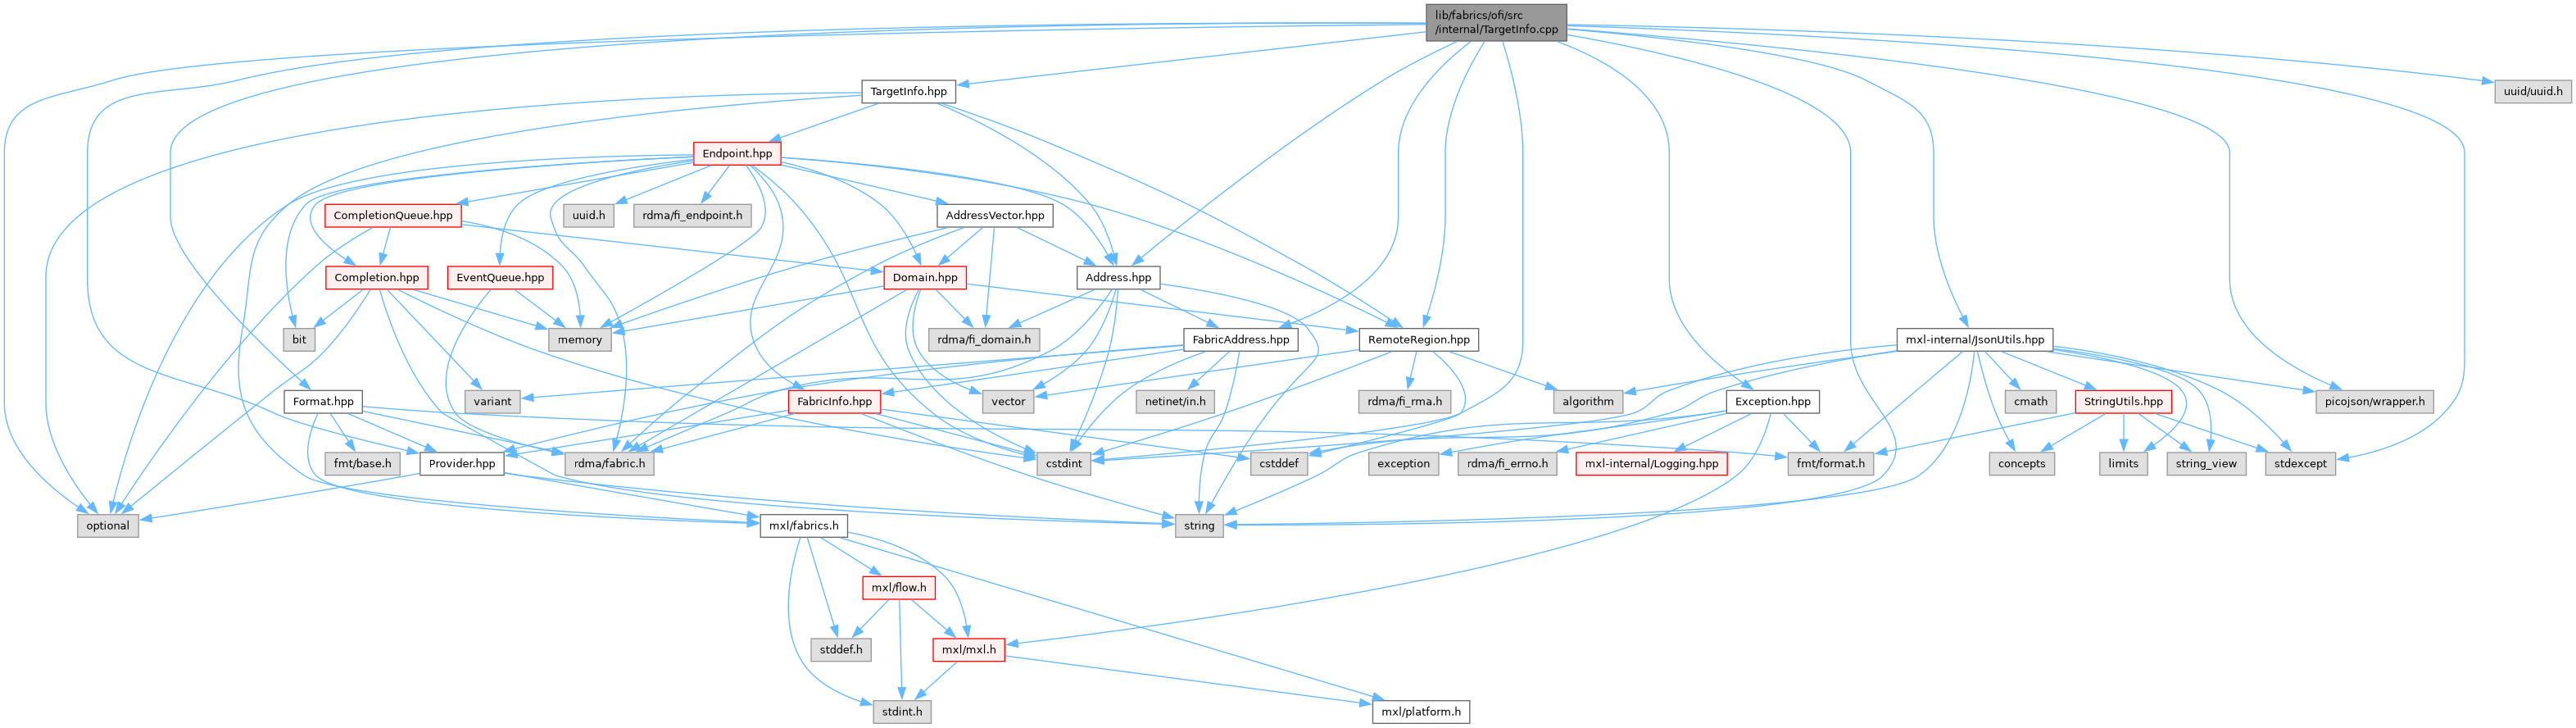 lib/fabrics/ofi/src
/internal/TargetInfo.cpp
TargetInfo.hpp
uuid/uuid.h
Endpoint.hpp
CompletionQueue.hpp
uuid.h
rdma/fi_endpoint.h
AddressVector.hpp
Completion.hpp
EventQueue.hpp
Domain.hpp
Address.hpp
bit
memory
rdma/fi_domain.h
FabricAddress.hpp
RemoteRegion.hpp
mxl-internal/JsonUtils.hpp
Format.hpp
variant
FabricInfo.hpp
vector
netinet/in.h
rdma/fi_rma.h
algorithm
Exception.hpp
cmath
StringUtils.hpp
picojson/wrapper.h
fmt/base.h
Provider.hpp
rdma/fabric.h
cstdint
cstddef
exception
rdma/fi_errno.h
mxl-internal/Logging.hpp
fmt/format.h
concepts
limits
string_view
stdexcept
optional
mxl/fabrics.h
string
mxl/flow.h
stddef.h
mxl/mxl.h
stdint.h
mxl/platform.h